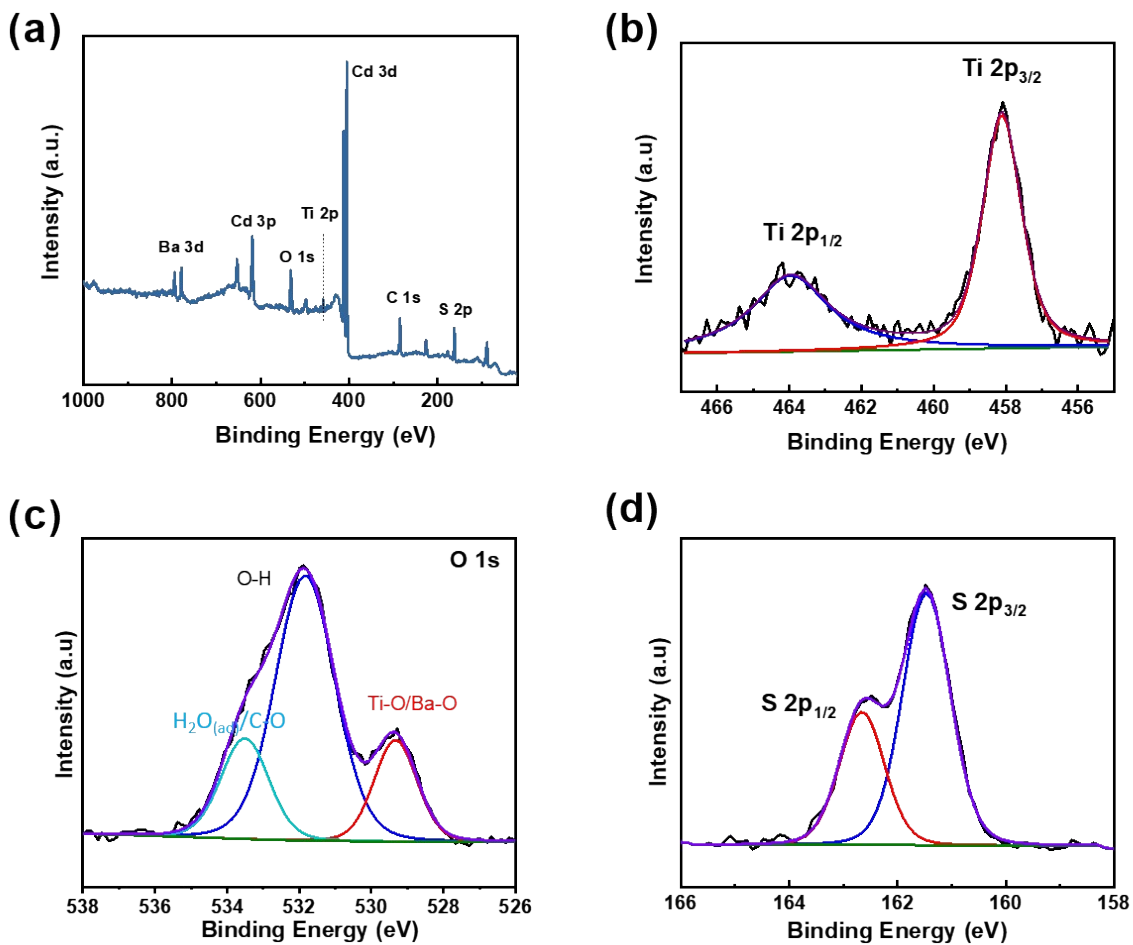 (a)
Intensity (a.u.)
Ba 3d
Cd 3p
O 1s
Ti 2p
Cd 3d
C 1s
S 2p
1000 800 600 400 200
Binding Energy (eV)
(b)
Intensity (a.u)
Ti 2p1/2
Ti 2p3/2
466 464 462 460 458 456
Binding Energy (eV)
(c)
Intensity (a.u)
O 1s
O-H
H2O(ad)/C-O
Ti-O/Ba-O
538 536 534 532 530 528 526
Binding Energy (eV)
(d)
Intensity (a.u)
S 2p1/2
S 2p3/2
166 164 162 160 158
Binding Energy (eV)